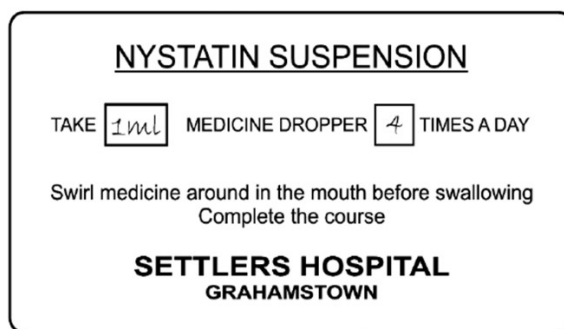 NYSTATIN SUSPENSION
TAKE 1ml MEDICINE DROPPER 4 TIMES A DAY
Swirl medicine around in the mouth before swallowing
Complete the course
SETTLERS HOSPITAL
GRAHAMSTOWN